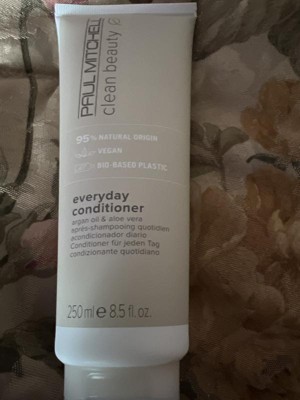 PAUL MITCHELL
clean beauty
95% NATURAL ORIGIN
VEGAN
BIO-BASED PLASTIC
everyday
conditioner
argan oil & aloe vera
après-shampooing quotidien
acondicionador diario
Conditioner für jeden Tag
condizionante quotidiano
250 ml e 8.5 fl. oz.